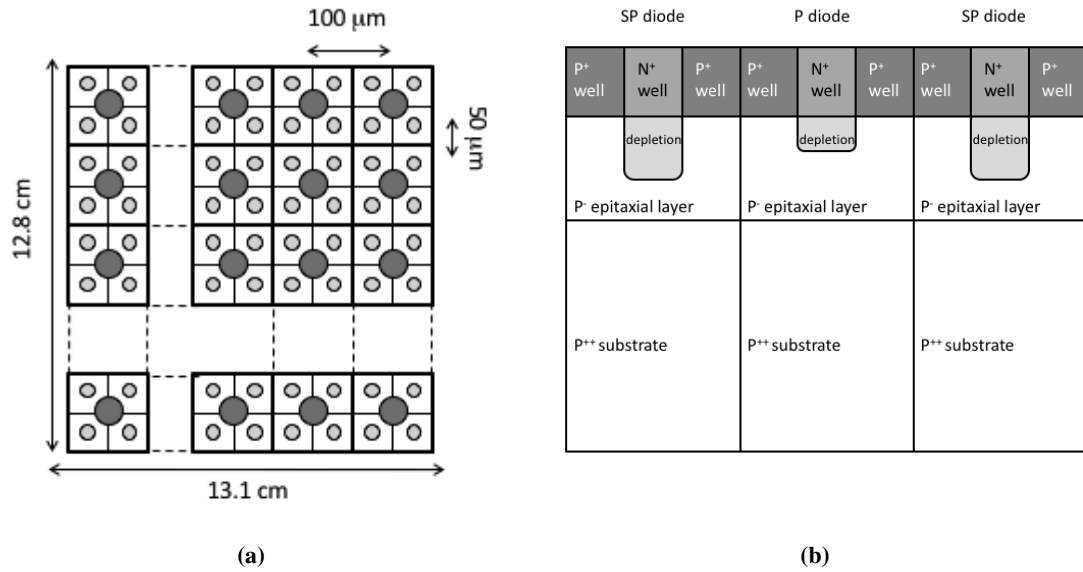 100 μm
50 μm
12.8 cm
13.1 cm
(a)
SP diode P diode SP diode
P⁺ well N⁺ well P⁺ well P⁺ well N⁺ well P⁺ well P⁺ well N⁺ well P⁺ well
depletion depletion depletion
P⁻ epitaxial layer P⁻ epitaxial layer P⁻ epitaxial layer
P⁺⁺ substrate P⁺⁺ substrate P⁺⁺ substrate
(b)